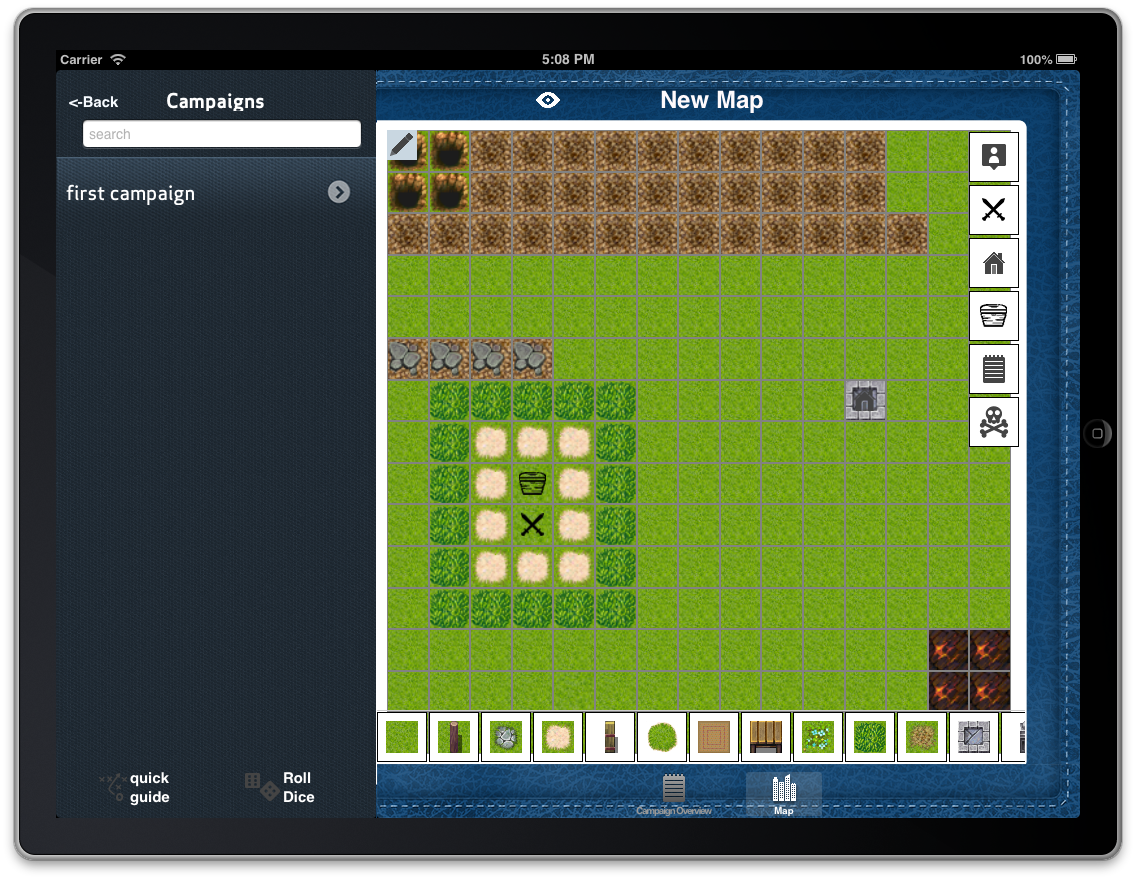 Carrier
5:08 PM
100%
<-Back
Campaigns
New Map
search
first campaign
quick
guide
Roll
Dice
Campaign Overview
Map